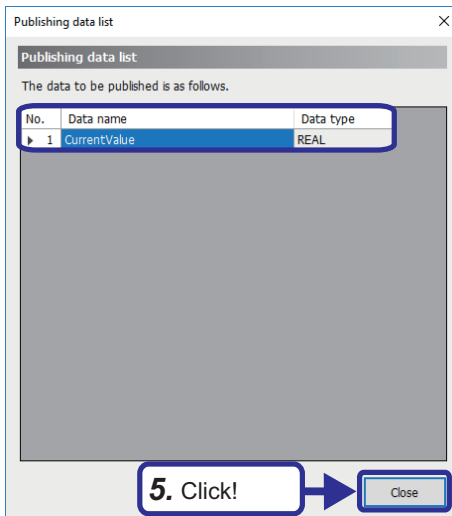 Publishing data list
Publishing data list
The data to be published is as follows.
No. Data name Data type
1 CurrentValue REAL
5. Click!
Close